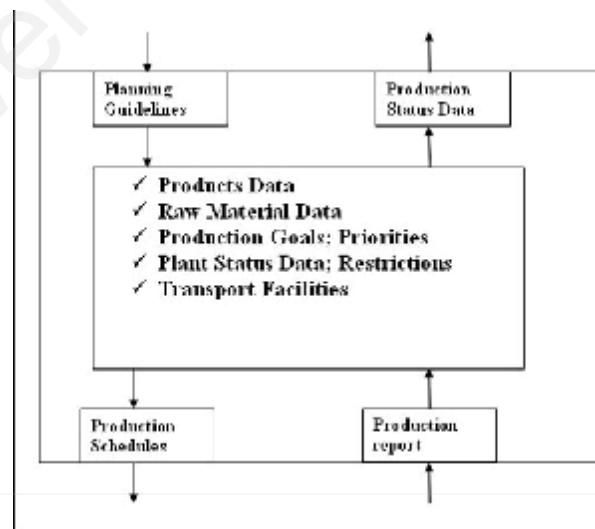 Planning
Guidelines
Production
Status Data
✓ Products Data
✓ Raw Material Data
✓ Production Goals; Priorities
✓ Plant Status Data; Restrictions
✓ Transport Facilities
Production
Schedules
Production
report